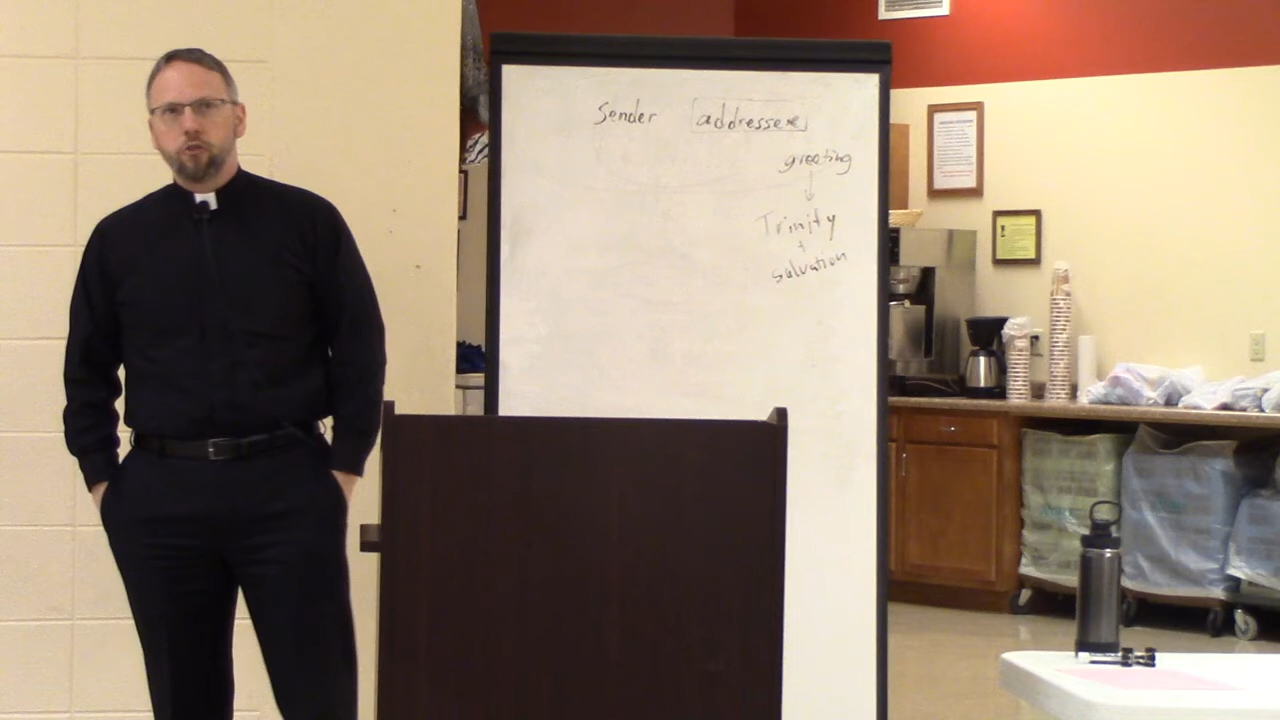 Sender addressee
greeting
Trinity
+
salvation